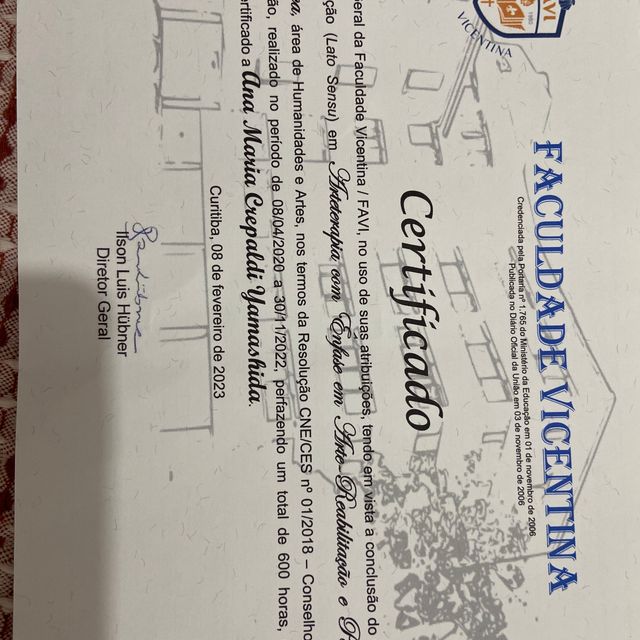 FAVI
VICENTINA
FACULDADE VICENTINA
Credenciada pela Portaria nº 1.765 do Ministério da Educação em 01 de novembro de 2006
Publicada no Diário Oficial da União em 03 de novembro de 2006
Certificado
eral da Faculdade Vicentina / FAVI, no uso de suas atribuições, tendo em vista a conclusão do
ção (Lato Sensu) em Arteterapia com Ênfase em Arte-Reabilitação e
na, área de Humanidades e Artes, nos termos da Resolução CNE/CES nº 01/2018 – Conselho
ão, realizado no período de 08/04/2020 a 30/11/2022, perfazendo um total de 600 horas,
ertificado a Ana Maria Crepaldi Yamashida.
Curitiba, 08 de fevereiro de 2023
Ilson Luis Hübner
Diretor Geral